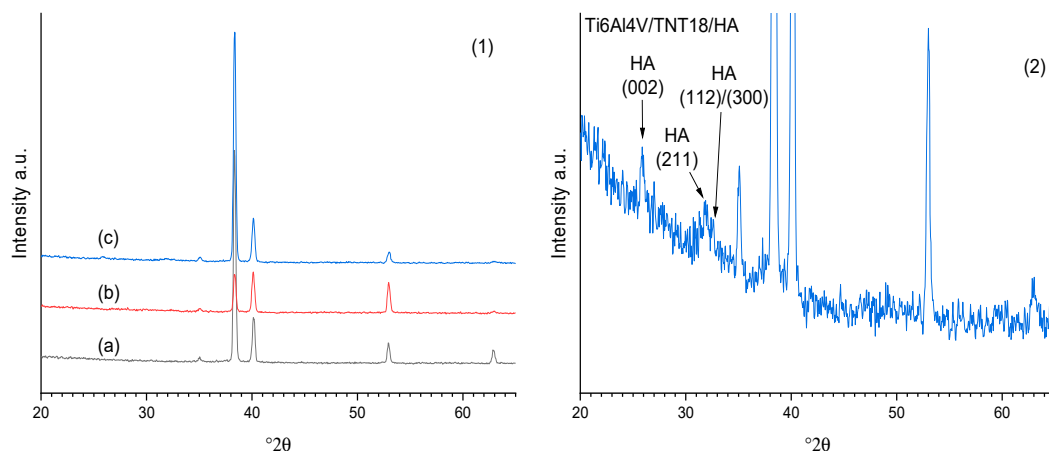 (1)
(c)
(b)
(a)
Intensity a.u.
20 30 40 50 60
°2θ
Ti6Al4V/TNT18/HA
(2)
HA
(002)
HA
(112)/(300)
HA
(211)
Intensity a.u.
20 30 40 50 60
°2θ